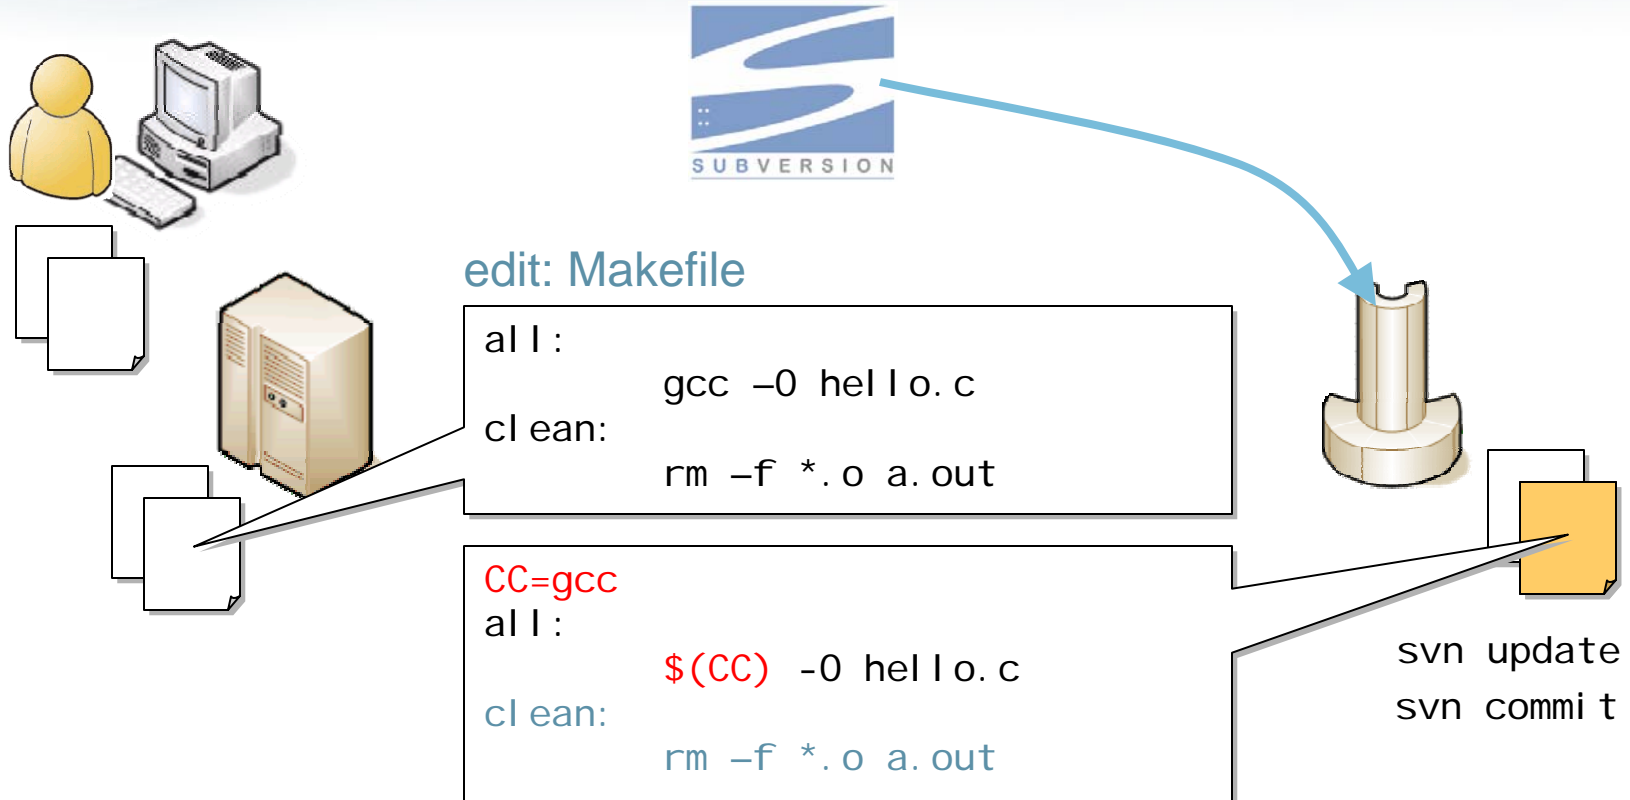 SUBVERSION
edit: Makefile
all:
gcc –O hello.c
clean:
rm –f *.o a.out
CC=gcc
all:
$(CC) -O hello.c
clean:
rm –f *.o a.out
svn update
svn commit